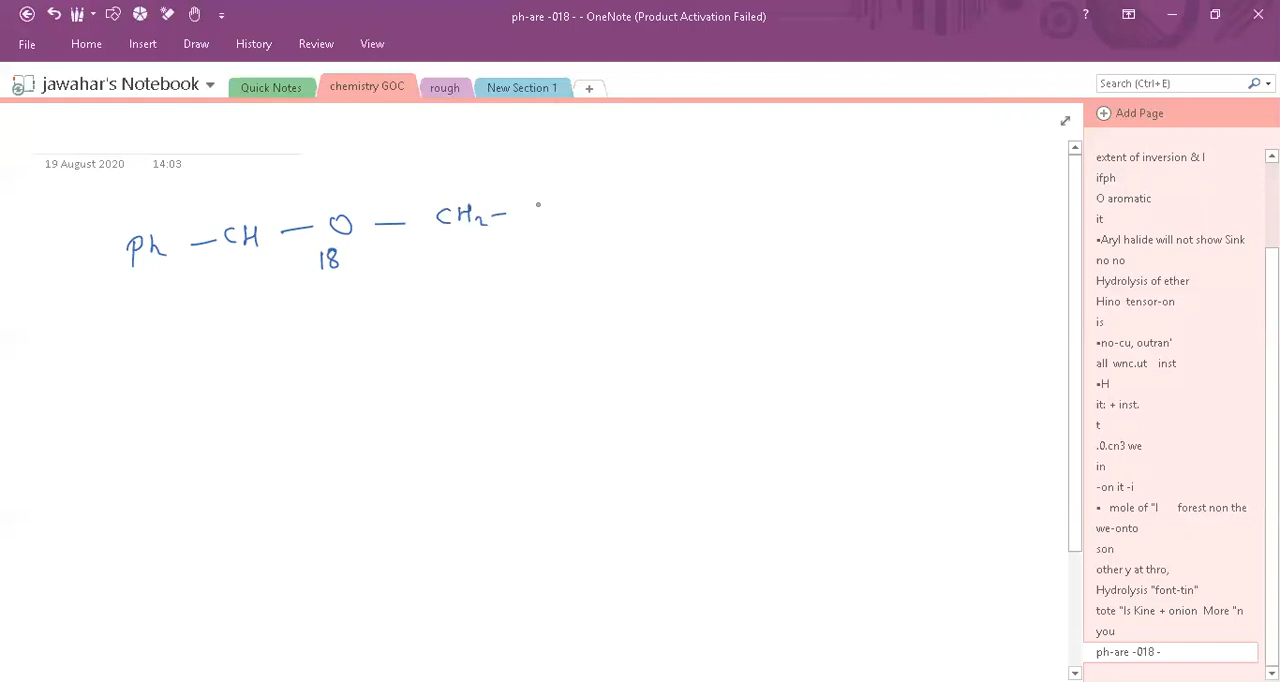 ph-are -018 - - OneNote (Product Activation Failed)
?
File Home Insert Draw History Review View
jawahar's Notebook Quick Notes chemistry GOC rough New Section 1 +
Search (Ctrl+E)
Add Page
19 August 2020 14:03
Ph — CH — O — CH2 -
18
extent of inversion & l
ifph
O aromatic
it
▪Aryl halide will not show Sink
no no
Hydrolysis of ether
Hino tensor-on
is
▪no-cu, outran'
all wnc.ut inst
▪H
it: + inst.
t
.0.cn3 we
in
-on it -i
▪ mole of "l forest non the
we-onto
son
other y at thro,
Hydrolysis "font-tin"
tote "ls Kine + onion More "n
you
ph-are -018 -